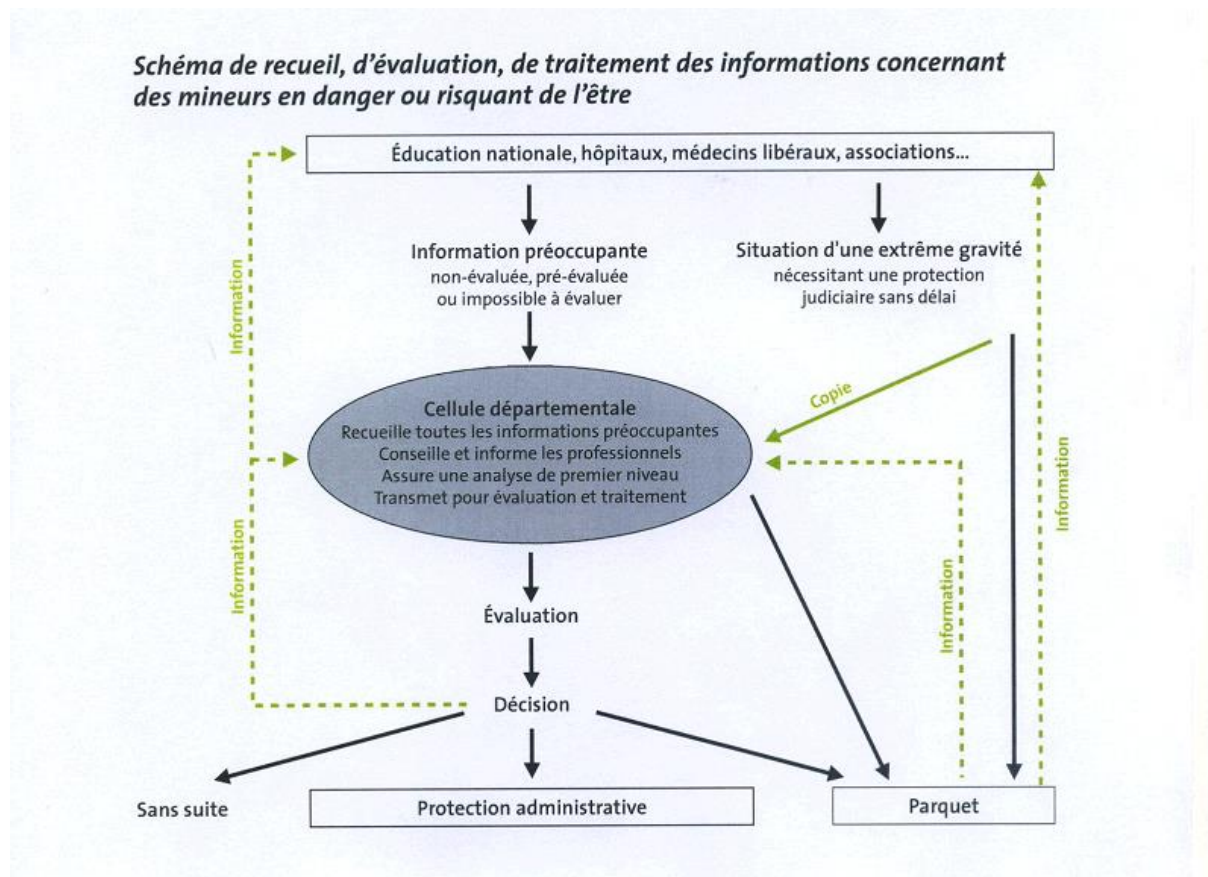 Schéma de recueil, d'évaluation, de traitement des informations concernant
des mineurs en danger ou risquant de l'être
Éducation nationale, hôpitaux, médecins libéraux, associations...
Information préoccupante
non-évaluée, pré-évaluée
ou impossible à évaluer
Situation d'une extrême gravité
nécessitant une protection
judiciaire sans délai
Information
Copie
Cellule départementale
Recueille toutes les informations préoccupantes
Conseille et informe les professionnels
Assure une analyse de premier niveau
Transmet pour évaluation et traitement
Information
Information
Information
Évaluation
Décision
Sans suite
Protection administrative
Parquet